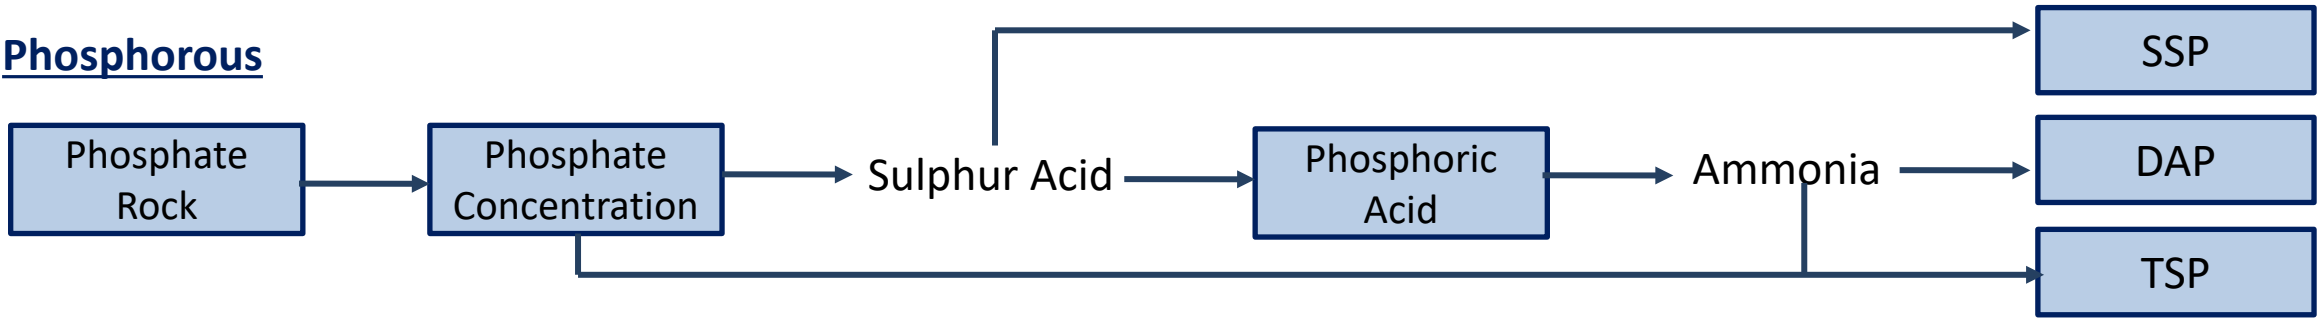 Phosphorous
SSP
Phosphate
Rock
Phosphate
Concentration
Sulphur Acid
Phosphoric
Acid
Ammonia
DAP
TSP